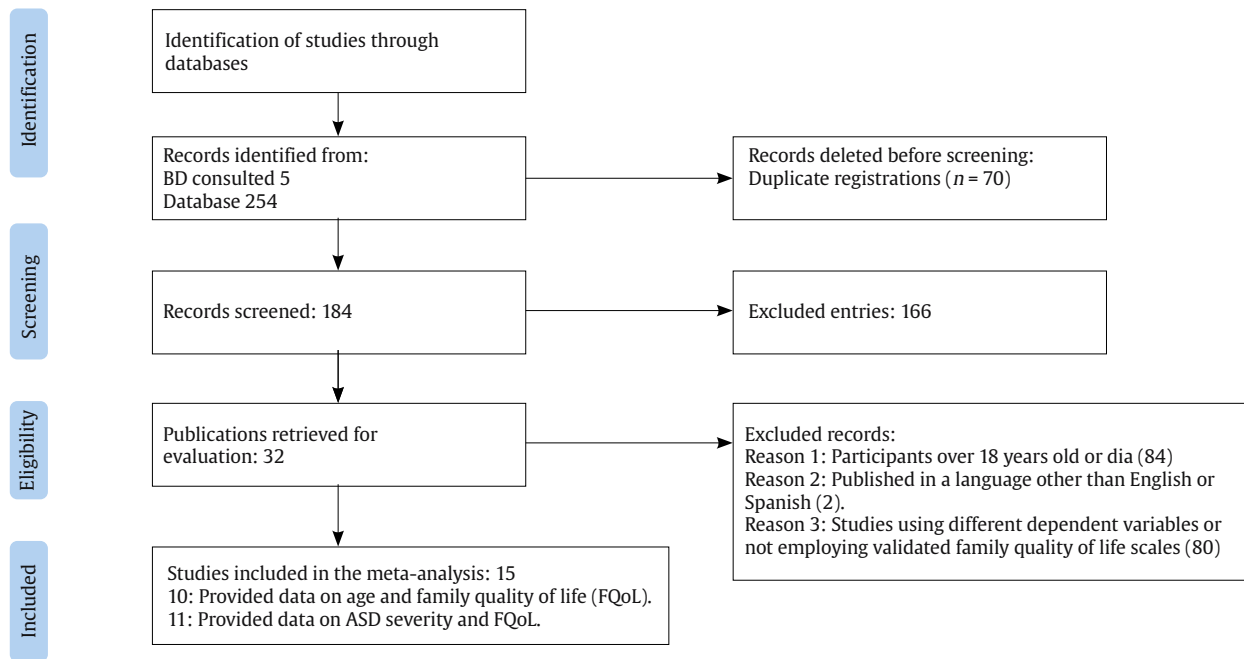 Identification
Identification of studies through
databases
Records identified from:
BD consulted 5
Database 254
Records deleted before screening:
Duplicate registrations (n = 70)
Screening
Records screened: 184
Excluded entries: 166
Eligibility
Publications retrieved for
evaluation: 32
Excluded records:
Reason 1: Participants over 18 years old or dia (84)
Reason 2: Published in a language other than English or
Spanish (2).
Reason 3: Studies using different dependent variables or
not employing validated family quality of life scales (80)
Included
Studies included in the meta-analysis: 15
10: Provided data on age and family quality of life (FQoL).
11: Provided data on ASD severity and FQoL.